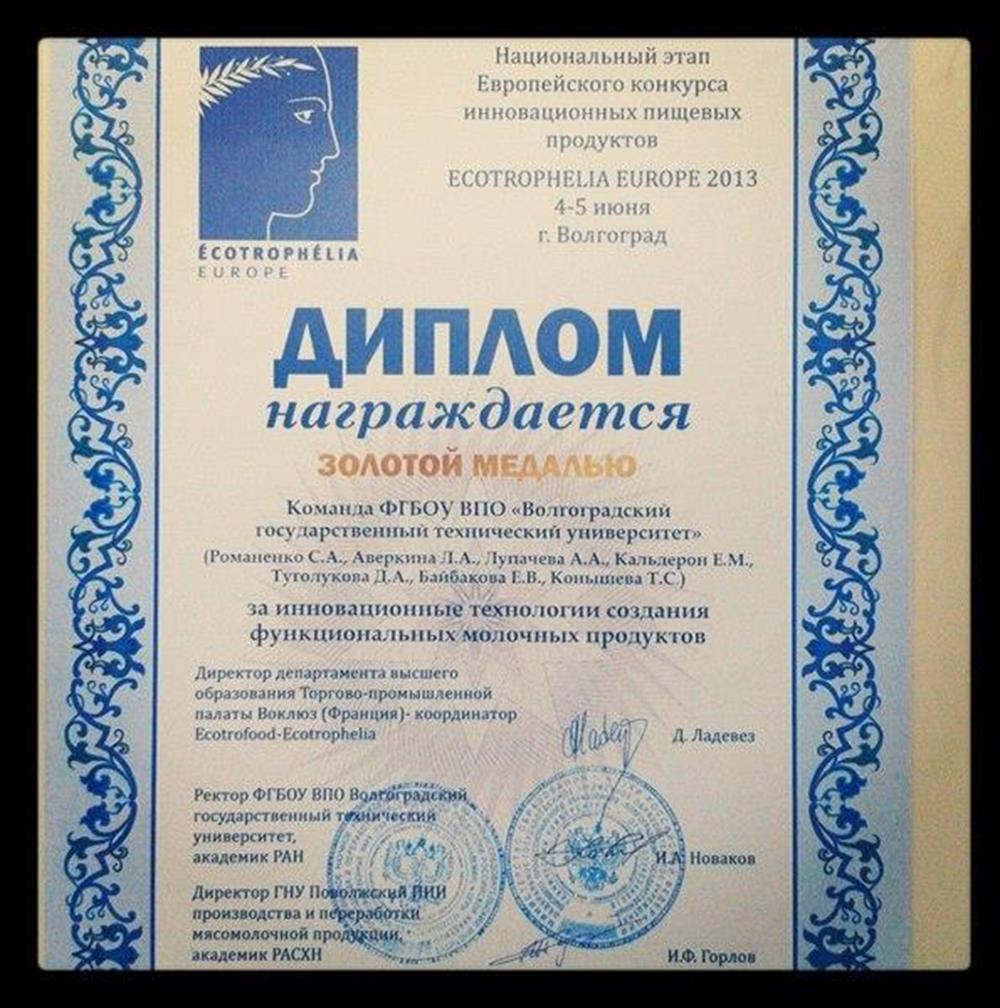 Национальный этап
Европейского конкурса
инновационных пищевых
продуктов
ECOTROPHELIA EUROPE 2013
4-5 июня
г. Волгоград
ÉCOTROPHÉLIA
EUROPE
ДИПЛОМ
награждается
ЗОЛОТОЙ МЕДАЛЬЮ
Команда ФГБОУ ВПО «Волгоградский
государственный технический университет»
(Романенко С.А., Аверкина Л.А., Лупачева А.А., Кальдерон Е.М.,
Тутолукова Д.А., Байбакова Е.В., Конышева Т.С.)
за инновационные технологии создания
функциональных молочных продуктов
Директор департамента высшего
образования Торгово-промышленной
палаты Воклюз (Франция)- координатор
Ecotrofood-Ecotrophelia
Д. Ладевез
Ректор ФГБОУ ВПО Волгоградский
государственный технический
университет,
академик РАН
И.А. Новаков
Директор ГНУ Поволжский НИИ
производства и переработки
мясомолочной продукции,
академик РАСХН
И.Ф. Горлов